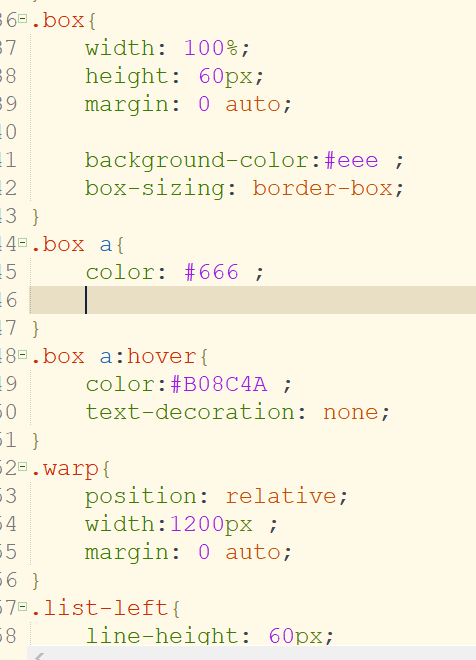 36 .box{
37 width: 100%;
38 height: 60px;
39 margin: 0 auto;
40
41 background-color:#eee ;
42 box-sizing: border-box;
43 }
44 .box a{
45 color: #666 ;
46
47 }
48 .box a:hover{
49 color:#B08C4A ;
50 text-decoration: none;
51 }
52 .warp{
53 position: relative;
54 width:1200px ;
55 margin: 0 auto;
56 }
57 .list-left{
58 line-height: 60px;